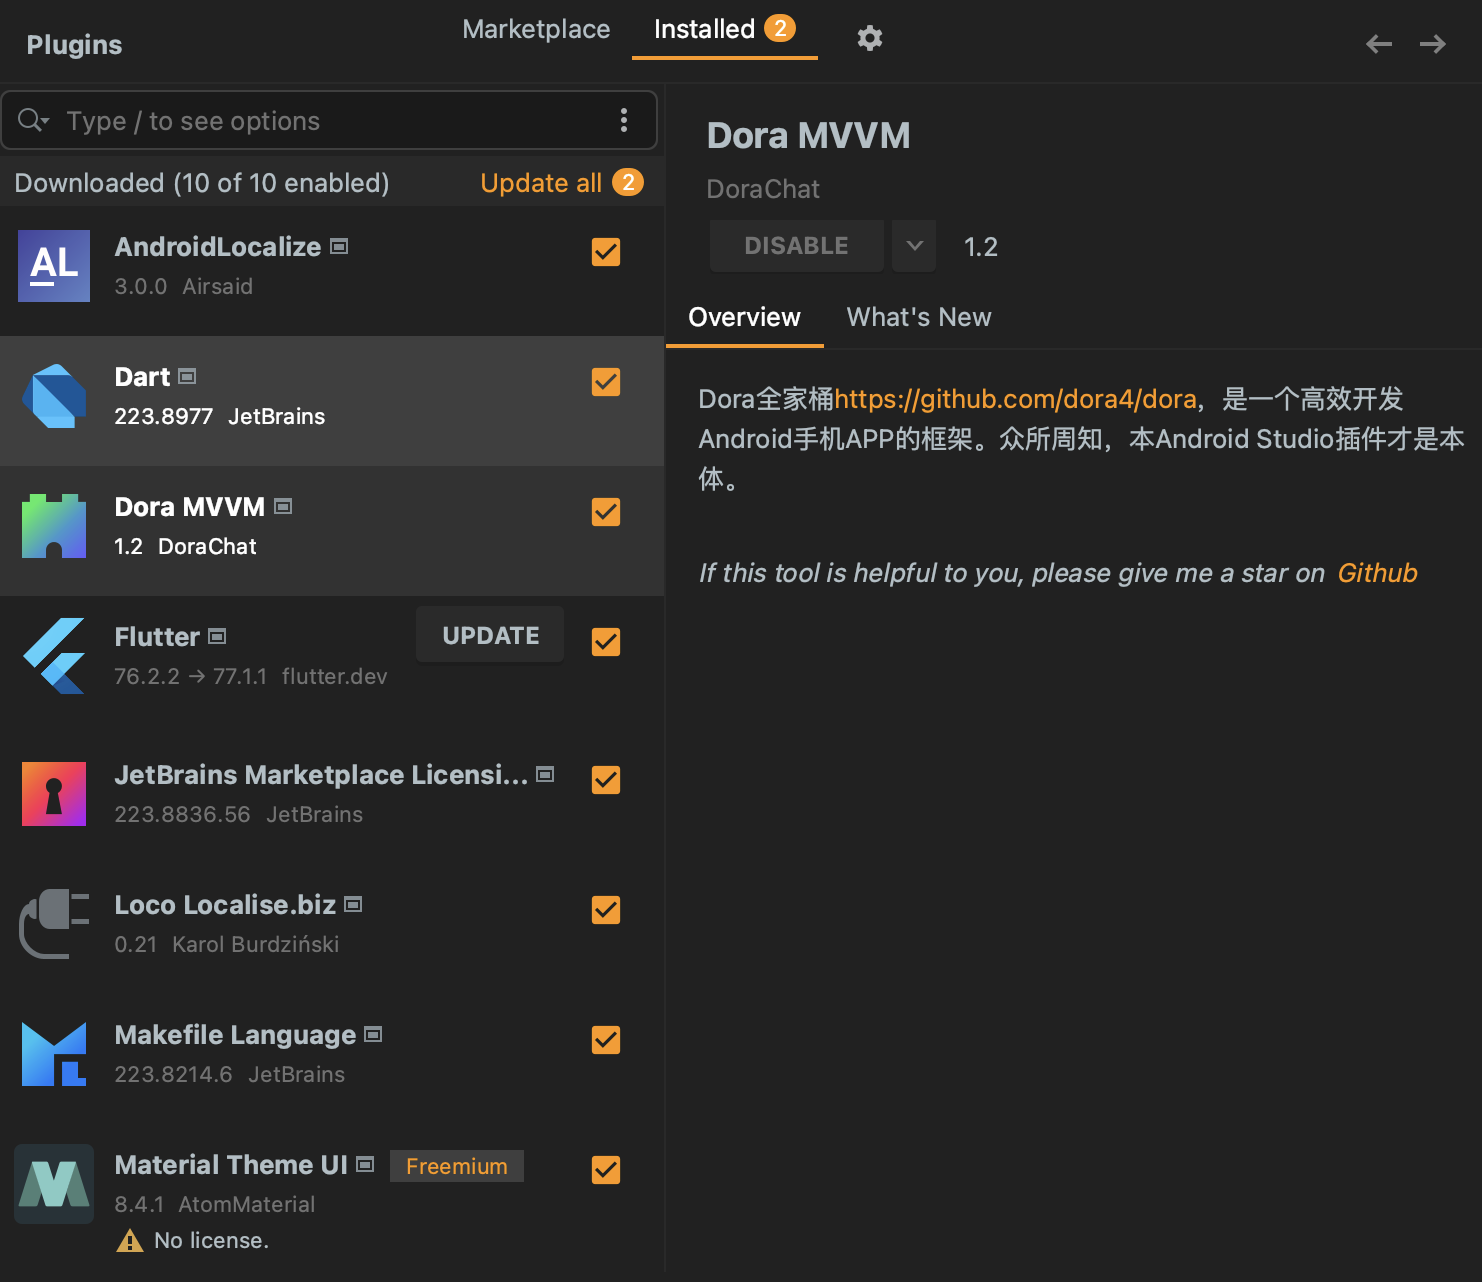 Plugins
Marketplace
Installed 2
Type / to see options
Downloaded (10 of 10 enabled)
Update all 2
AL
AndroidLocalize
3.0.0 Airsaid
Dart
223.8977 JetBrains
Dora MVVM
1.2 DoraChat
Flutter
UPDATE
76.2.2 → 77.1.1 flutter.dev
JetBrains Marketplace Licensi...
223.8836.56 JetBrains
Loco Localise.biz
0.21 Karol Burdziński
Makefile Language
223.8214.6 JetBrains
Material Theme UI
Freemium
8.4.1 AtomMaterial
No license.
Dora MVVM
DoraChat
DISABLE
1.2
Overview
What's New
Dora全家桶https://github.com/dora4/dora，是一个高效开发
Android手机APP的框架。众所周知，本Android Studio插件才是本
体。
If this tool is helpful to you, please give me a star on Github